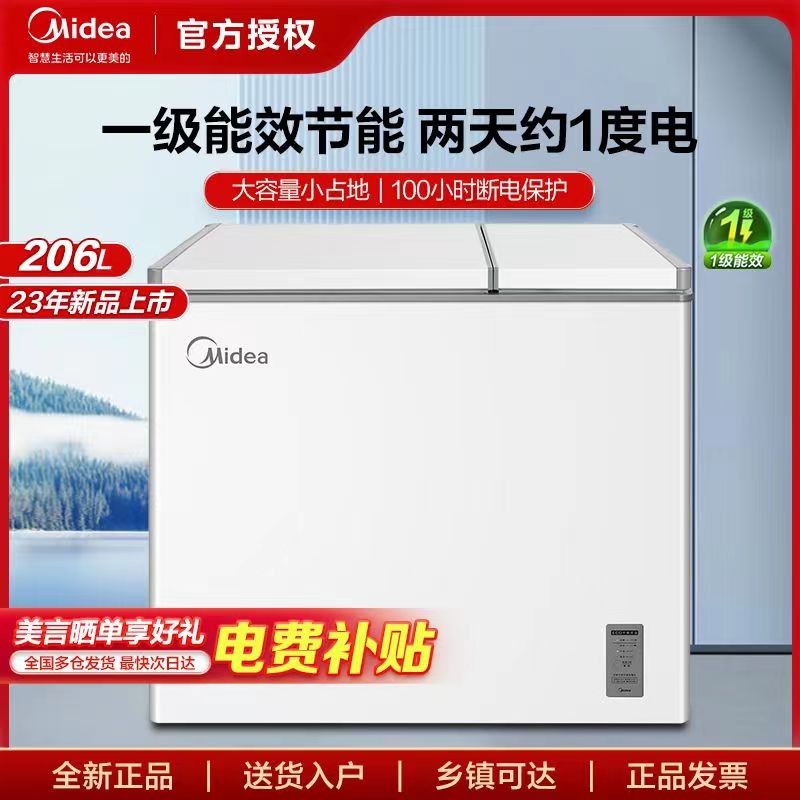 Midea 官方授权
智慧生活可以更美的
一级能效节能 两天约1度电
大容量小占地|100小时断电保护
206L
23年新品上市
1级
1级能效
Midea
美言晒单享好礼
全国多仓发货 最快次日达
电费补贴
Midea
全新正品 | 送货入户 | 乡镇可达 | 正品发票